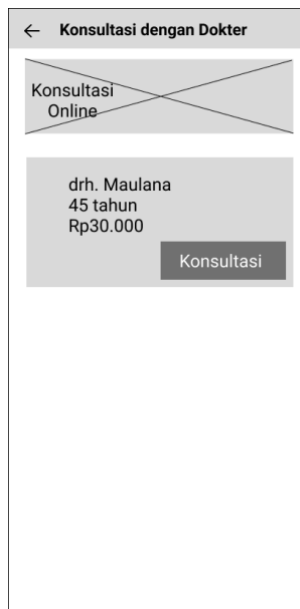 Konsultasi dengan Dokter
Konsultasi
Online
drh. Maulana
45 tahun
Rp30.000
Konsultasi